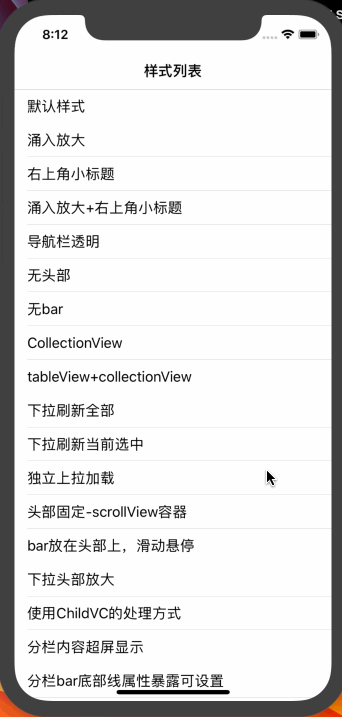 8:12
样式列表
默认样式
涌入放大
右上角小标题
涌入放大+右上角小标题
导航栏透明
无头部
无bar
CollectionView
tableView+collectionView
下拉刷新全部
下拉刷新当前选中
独立上拉加载
头部固定-scrollView容器
bar放在头部上，滑动悬停
下拉头部放大
使用ChildVC的处理方式
分栏内容超屏显示
分栏bar底部线属性暴露可设置